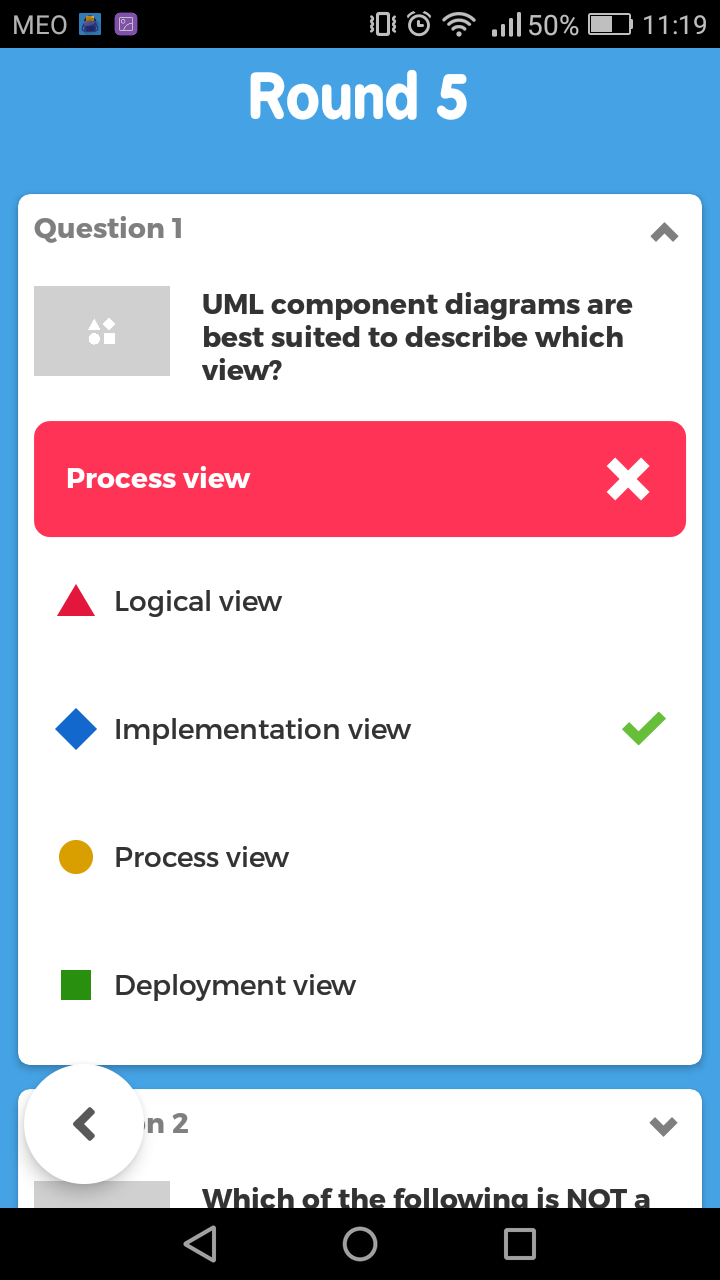 MEO 50% 11:19
Round 5
Question 1
UML component diagrams are
best suited to describe which
view?
Process view
Logical view
Implementation view
Process view
Deployment view
n 2
Which of the following is NOT a